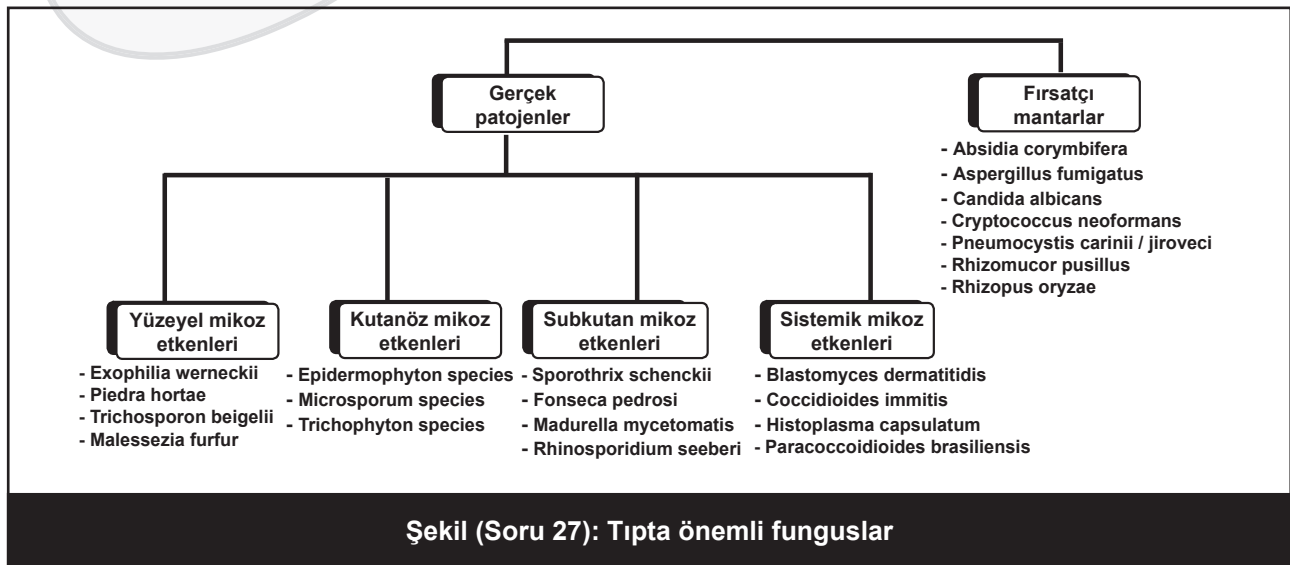 Gerçek
patojenler
Fırsatçı
mantarlar
- Absidia corymbifera
- Aspergillus fumigatus
- Candida albicans
- Cryptococcus neoformans
- Pneumocystis carinii / jiroveci
- Rhizomucor pusillus
- Rhizopus oryzae
Yüzeyel mikoz
etkenleri
- Exophilia werneckii
- Piedra hortae
- Trichosporon beigelii
- Malessezia furfur
Kutanöz mikoz
etkenleri
- Epidermophyton species
- Microsporum species
- Trichophyton species
Subkutan mikoz
etkenleri
- Sporothrix schenckii
- Fonseca pedrosi
- Madurella mycetomatis
- Rhinosporidium seeberi
Sistemik mikoz
etkenleri
- Blastomyces dermatitidis
- Coccidioides immitis
- Histoplasma capsulatum
- Paracoccoidioides brasiliensis
Şekil (Soru 27): Tıpta önemli funguslar